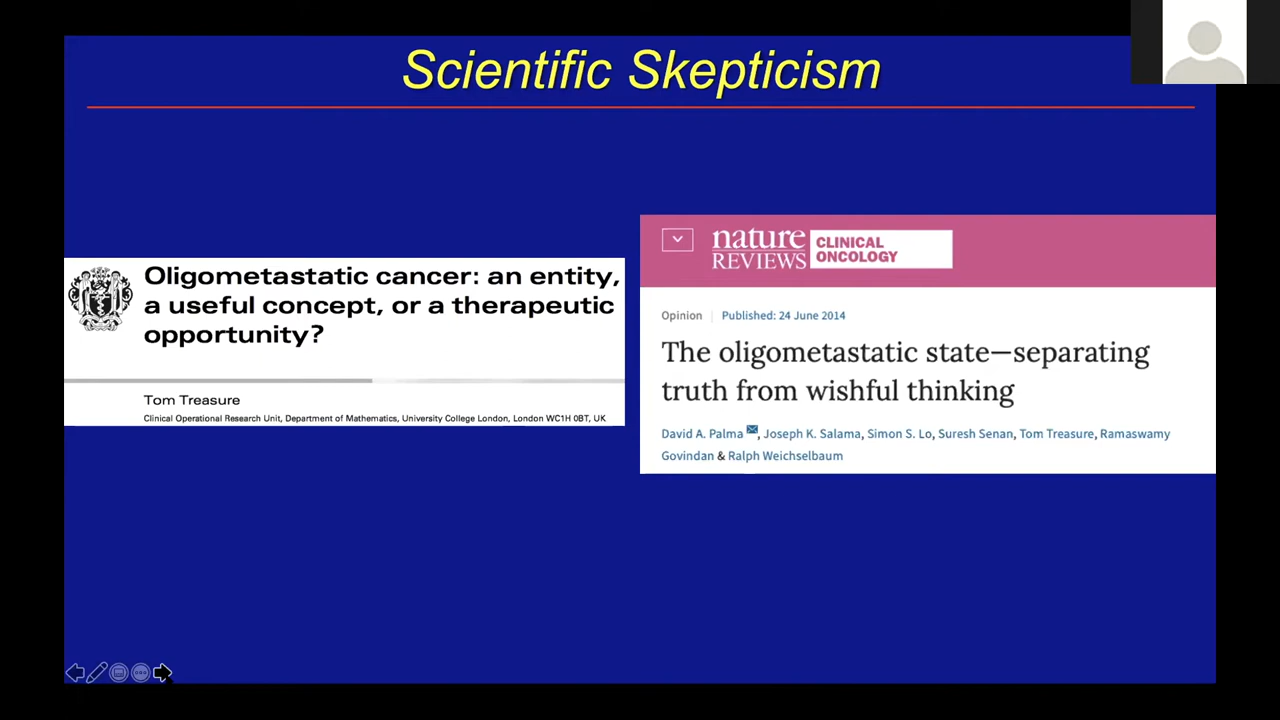 Scientific Skepticism
Oligometastatic cancer: an entity,
a useful concept, or a therapeutic
opportunity?
Tom Treasure
Clinical Operational Research Unit, Department of Mathematics, University College London, London WC1H 0BT, UK
nature
REVIEWS
CLINICAL
ONCOLOGY
Opinion | Published: 24 June 2014
The oligometastatic state—separating
truth from wishful thinking
David A. Palma, Joseph K. Salama, Simon S. Lo, Suresh Senan, Tom Treasure, Ramaswamy
Govindan & Ralph Weichselbaum